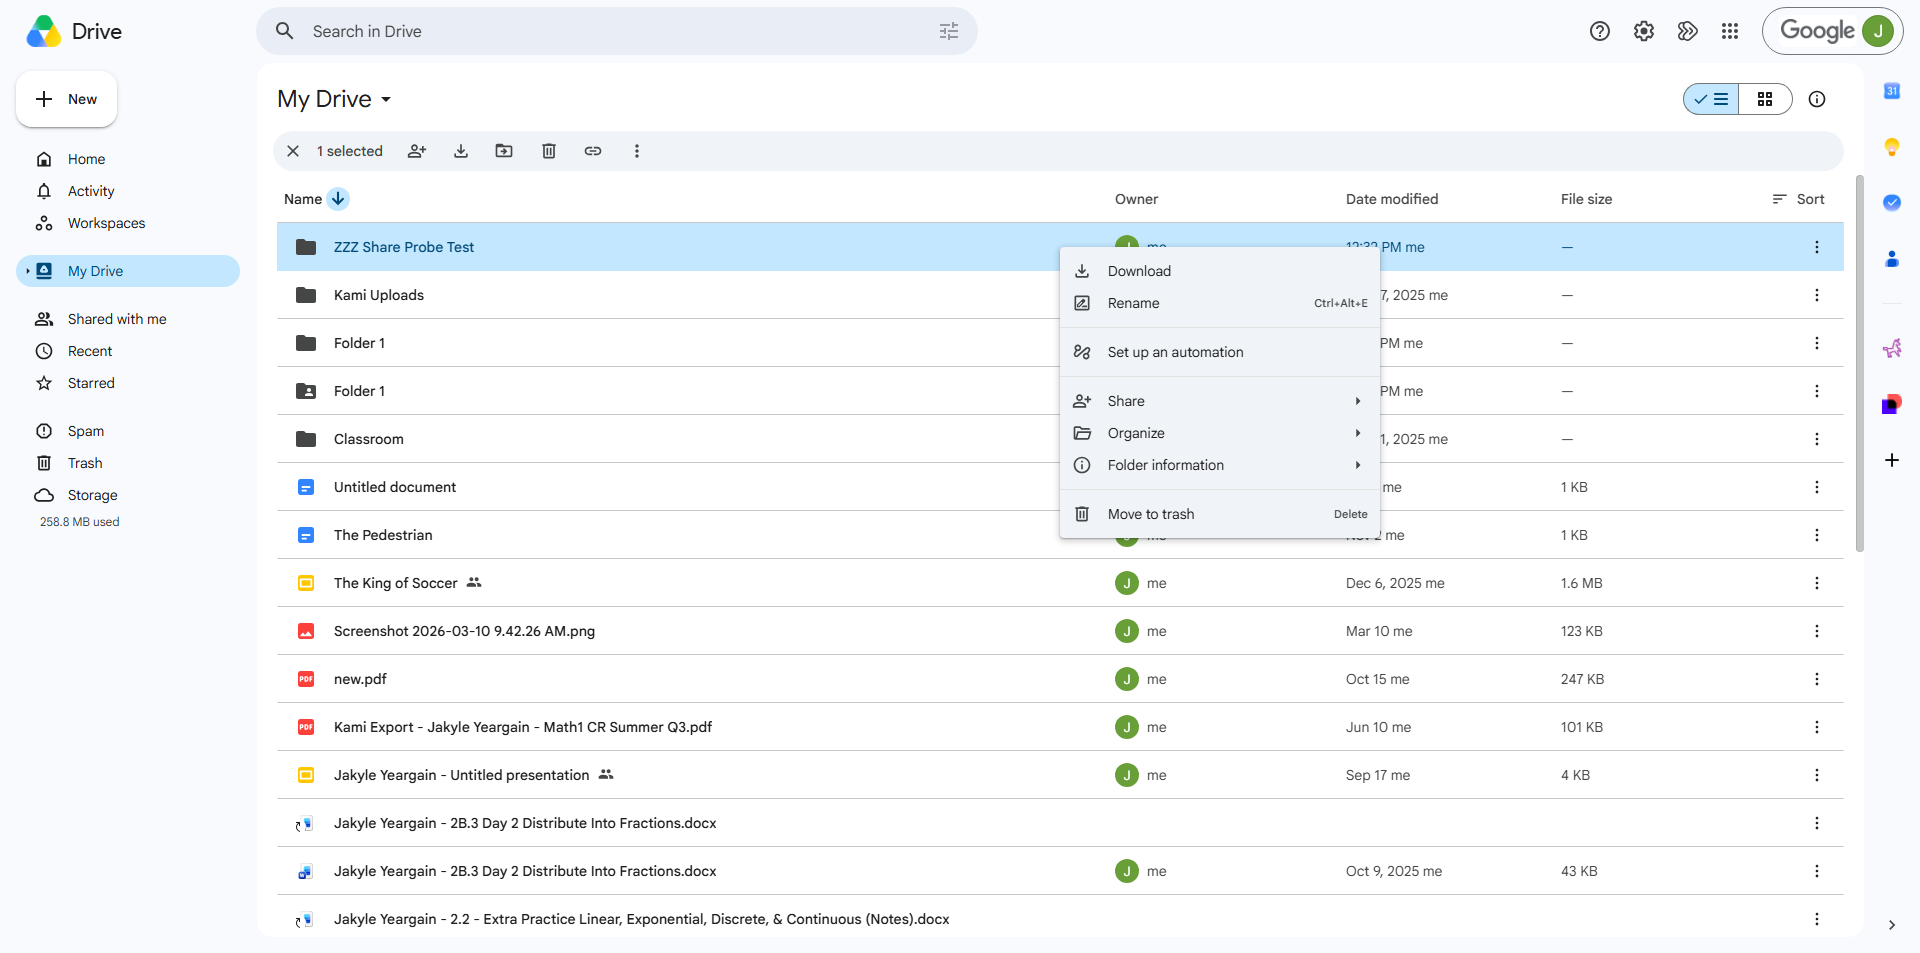 Drive
Search in Drive
Google
J
New
Home
Activity
Workspaces
My Drive
Shared with me
Recent
Starred
Spam
Trash
Storage
258.8 MB used
My Drive
1 selected
Name Owner Date modified File size Sort
ZZZ Share Probe Test PM me —
Kami Uploads 7, 2025 me —
Folder 1 PM me —
Folder 1 PM me —
Classroom 1, 2025 me —
Untitled document me 1 KB
The Pedestrian 2 me 1 KB
The King of Soccer J me Dec 6, 2025 me 1.6 MB
Screenshot 2026-03-10 9.42.26 AM.png J me Mar 10 me 123 KB
PDF new.pdf J me Oct 15 me 247 KB
PDF Kami Export - Jakyle Yeargain - Math1 CR Summer Q3.pdf J me Jun 10 me 101 KB
Jakyle Yeargain - Untitled presentation J me Sep 17 me 4 KB
Jakyle Yeargain - 2B.3 Day 2 Distribute Into Fractions.docx
Jakyle Yeargain - 2B.3 Day 2 Distribute Into Fractions.docx J me Oct 9, 2025 me 43 KB
Jakyle Yeargain - 2.2 - Extra Practice Linear, Exponential, Discrete, & Continuous (Notes).docx
Download
Rename Ctrl+Alt+E
Set up an automation
Share
Organize
Folder information
Move to trash Delete
31